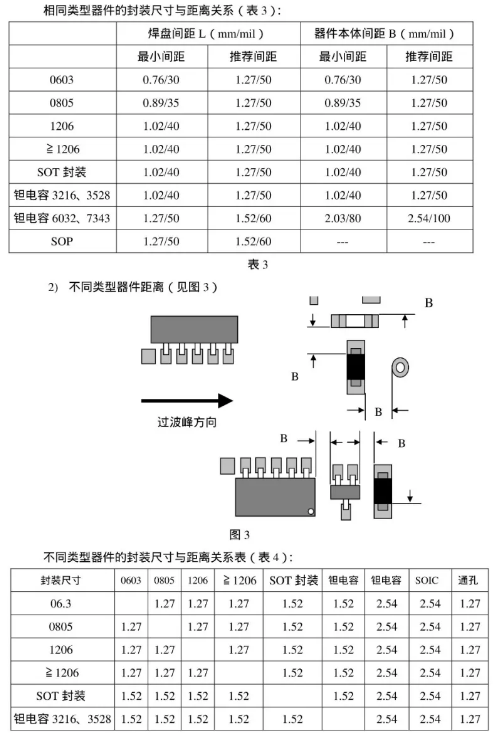 相同类型器件的封装尺寸与距离关系（表 3）：
焊盘间距 L（mm/mil） 器件本体间距 B（mm/mil）
最小间距 推荐间距 最小间距 推荐间距
0603 0.76/30 1.27/50 0.76/30 1.27/50
0805 0.89/35 1.27/50 0.89/35 1.27/50
1206 1.02/40 1.27/50 1.02/40 1.27/50
≧1206 1.02/40 1.27/50 1.02/40 1.27/50
SOT 封装 1.02/40 1.27/50 1.02/40 1.27/50
钽电容 3216、3528 1.02/40 1.27/50 1.02/40 1.27/50
钽电容 6032、7343 1.27/50 1.52/60 2.03/80 2.54/100
SOP 1.27/50 1.52/60 --- ---
表 3
2) 不同类型器件距离（见图 3）
B
B
B
过波峰方向
B
B
图 3
不同类型器件的封装尺寸与距离关系表（表 4）：
封装尺寸 0603 0805 1206 ≧1206 SOT 封装 钽电容 钽电容 SOIC 通孔
06.3 1.27 1.27 1.27 1.52 1.52 2.54 2.54 1.27
0805 1.27 1.27 1.27 1.52 1.52 2.54 2.54 1.27
1206 1.27 1.27 1.27 1.52 1.52 2.54 2.54 1.27
≧1206 1.27 1.27 1.27 1.52 1.52 2.54 2.54 1.27
SOT 封装 1.52 1.52 1.52 1.52 1.52 2.54 2.54 1.27
钽电容 3216、3528 1.52 1.52 1.52 1.52 1.52 2.54 2.54 1.27